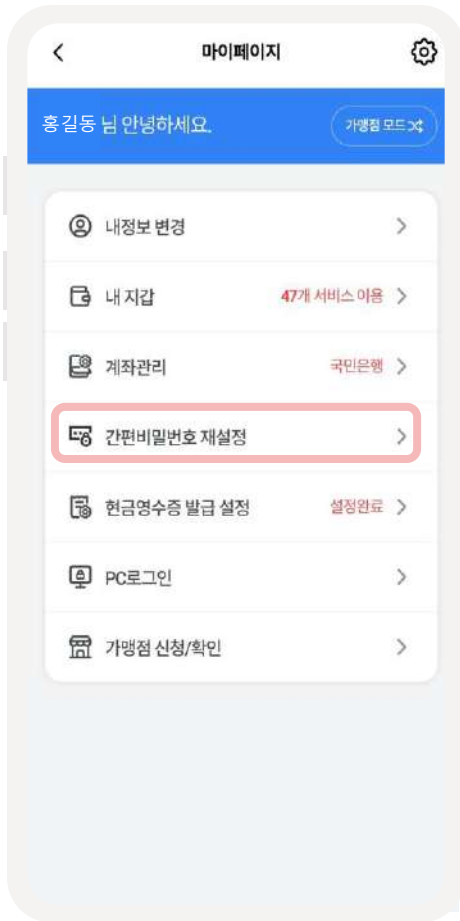 마이페이지
홍길동 님 안녕하세요.
가맹점 모드
내정보 변경
내 지갑 47개 서비스 이용
계좌관리 국민은행
간편비밀번호 재설정
현금영수증 발급 설정 설정완료
PC로그인
가맹점 신청/확인